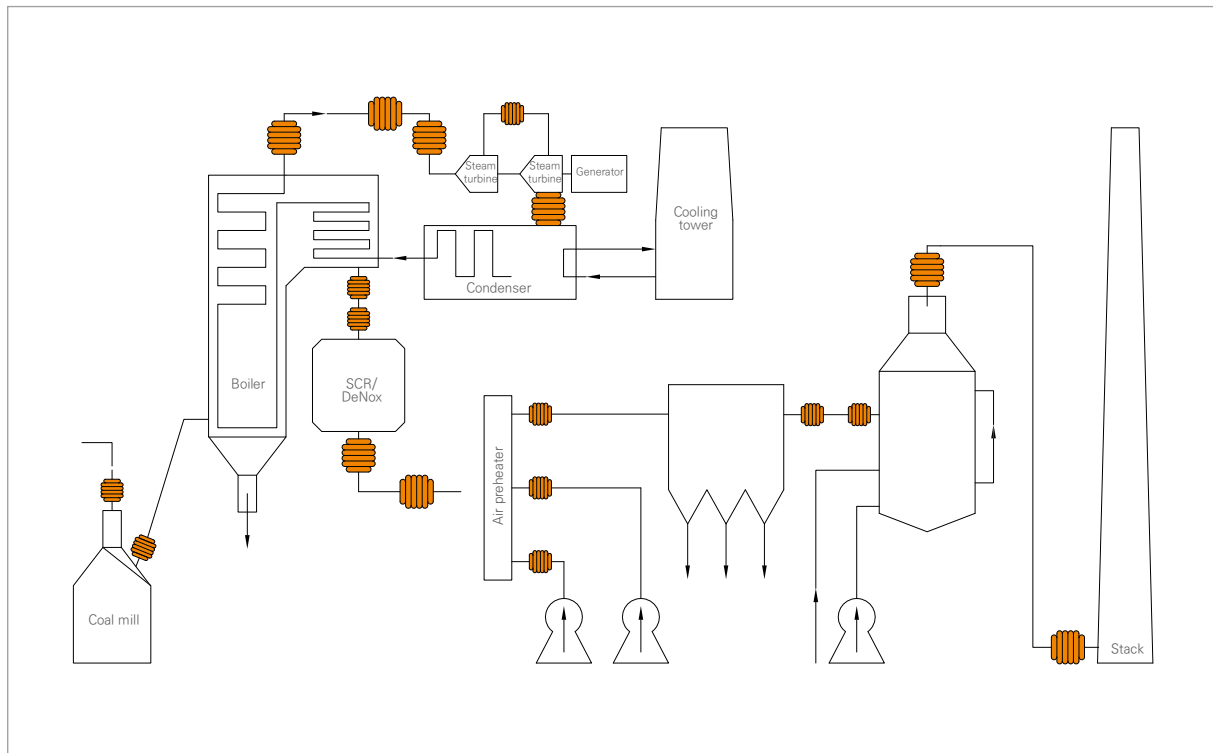 Steam
turbine
Steam
turbine
Generator
Cooling
tower
Condenser
Boiler
SCR/
DeNox
Air preheater
Coal mill
Stack